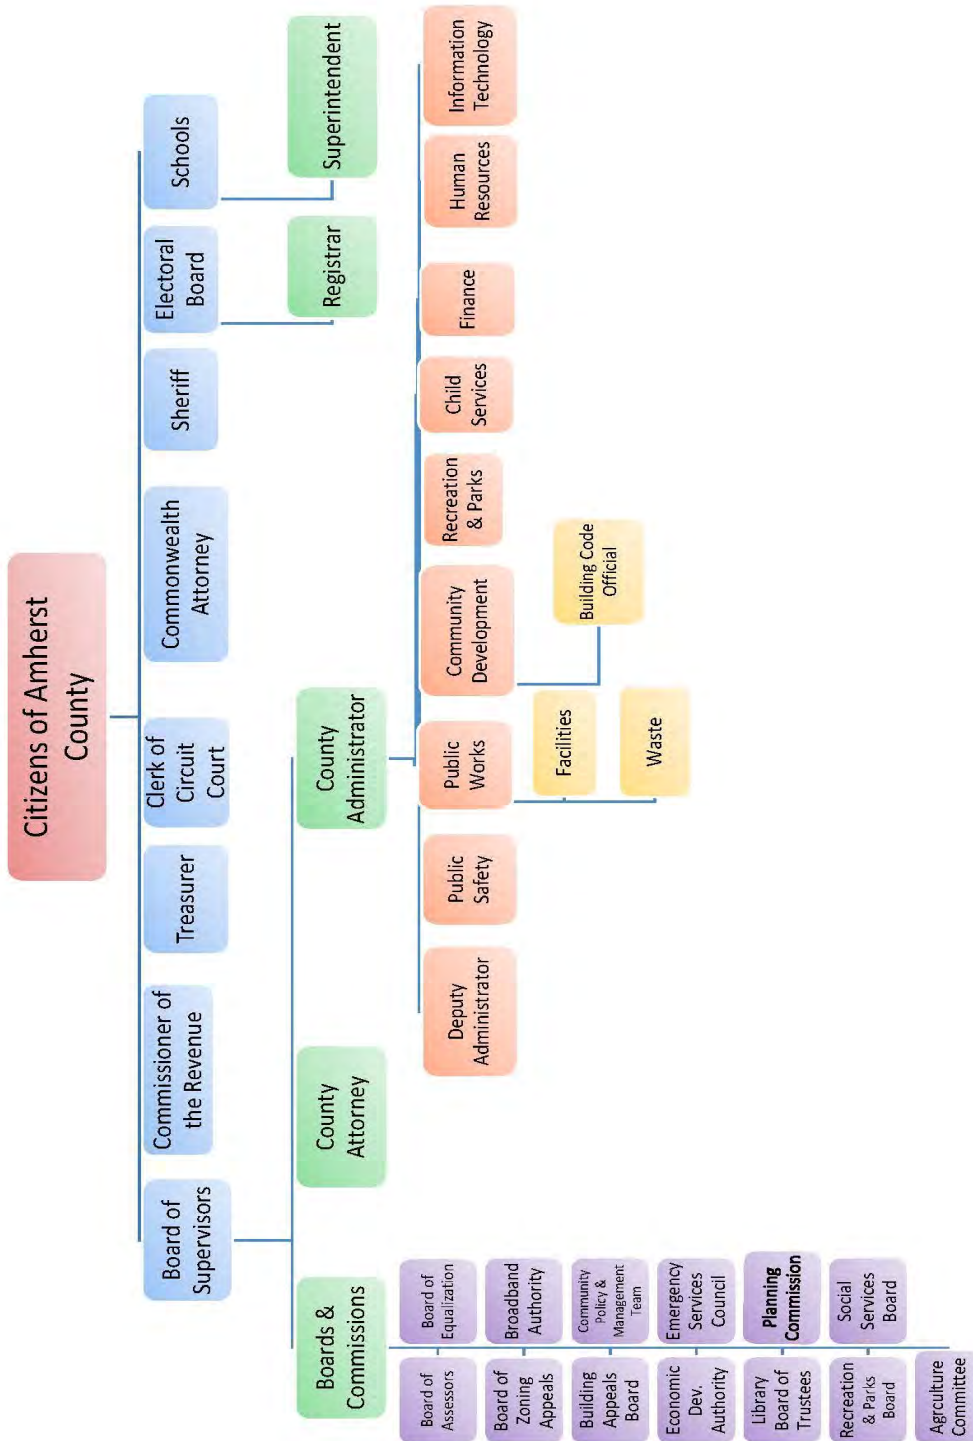 Citizens of Amherst
County
Board of
Supervisors
Commissioner of
the Revenue
Treasurer
Clerk of
Circuit
Court
Commonwealth
Attorney
Sheriff
Electoral
Board
Schools
Boards &
Commissions
County
Attorney
County
Administrator
Registrar
Superintendent
Deputy
Administrator
Public
Safety
Public
Works
Community
Development
Recreation
& Parks
Child
Services
Finance
Human
Resources
Information
Technology
Facilities
Waste
Building Code
Official
Board of
Assessors
Board of
Equalization
Board of
Zoning
Appeals
Broadband
Authority
Building
Appeals
Board
Community
Policy &
Management
Team
Economic
Dev.
Authority
Emergency
Services
Council
Library
Board of
Trustees
Planning
Commission
Recreation
& Parks
Board
Social
Services
Board
Agrculture
Committee